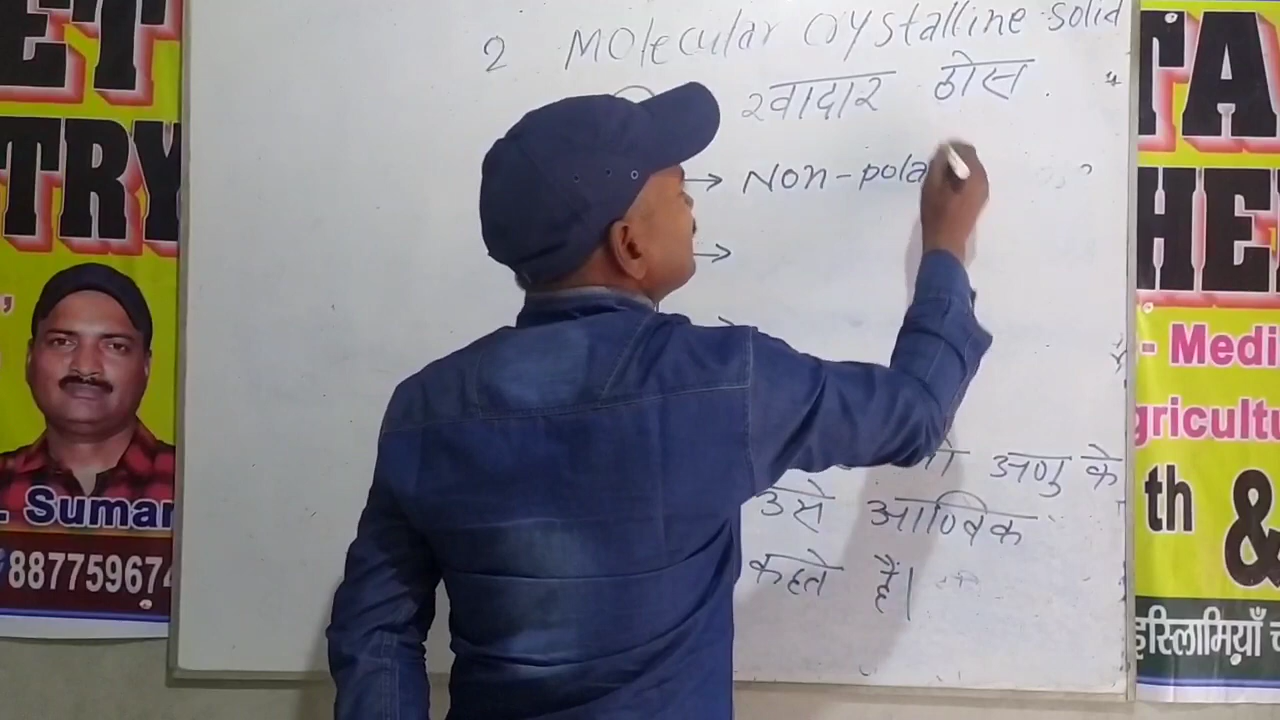 ET
TRY
. Suman
887759674
2 Molecular crystalline solid
रवादार ठोस .
→ Non-pola
→
अणु के
उसे आण्विक
कहते हैं।
TA
HE
- Medi
gricultu
th &
इस्लामियाँ च